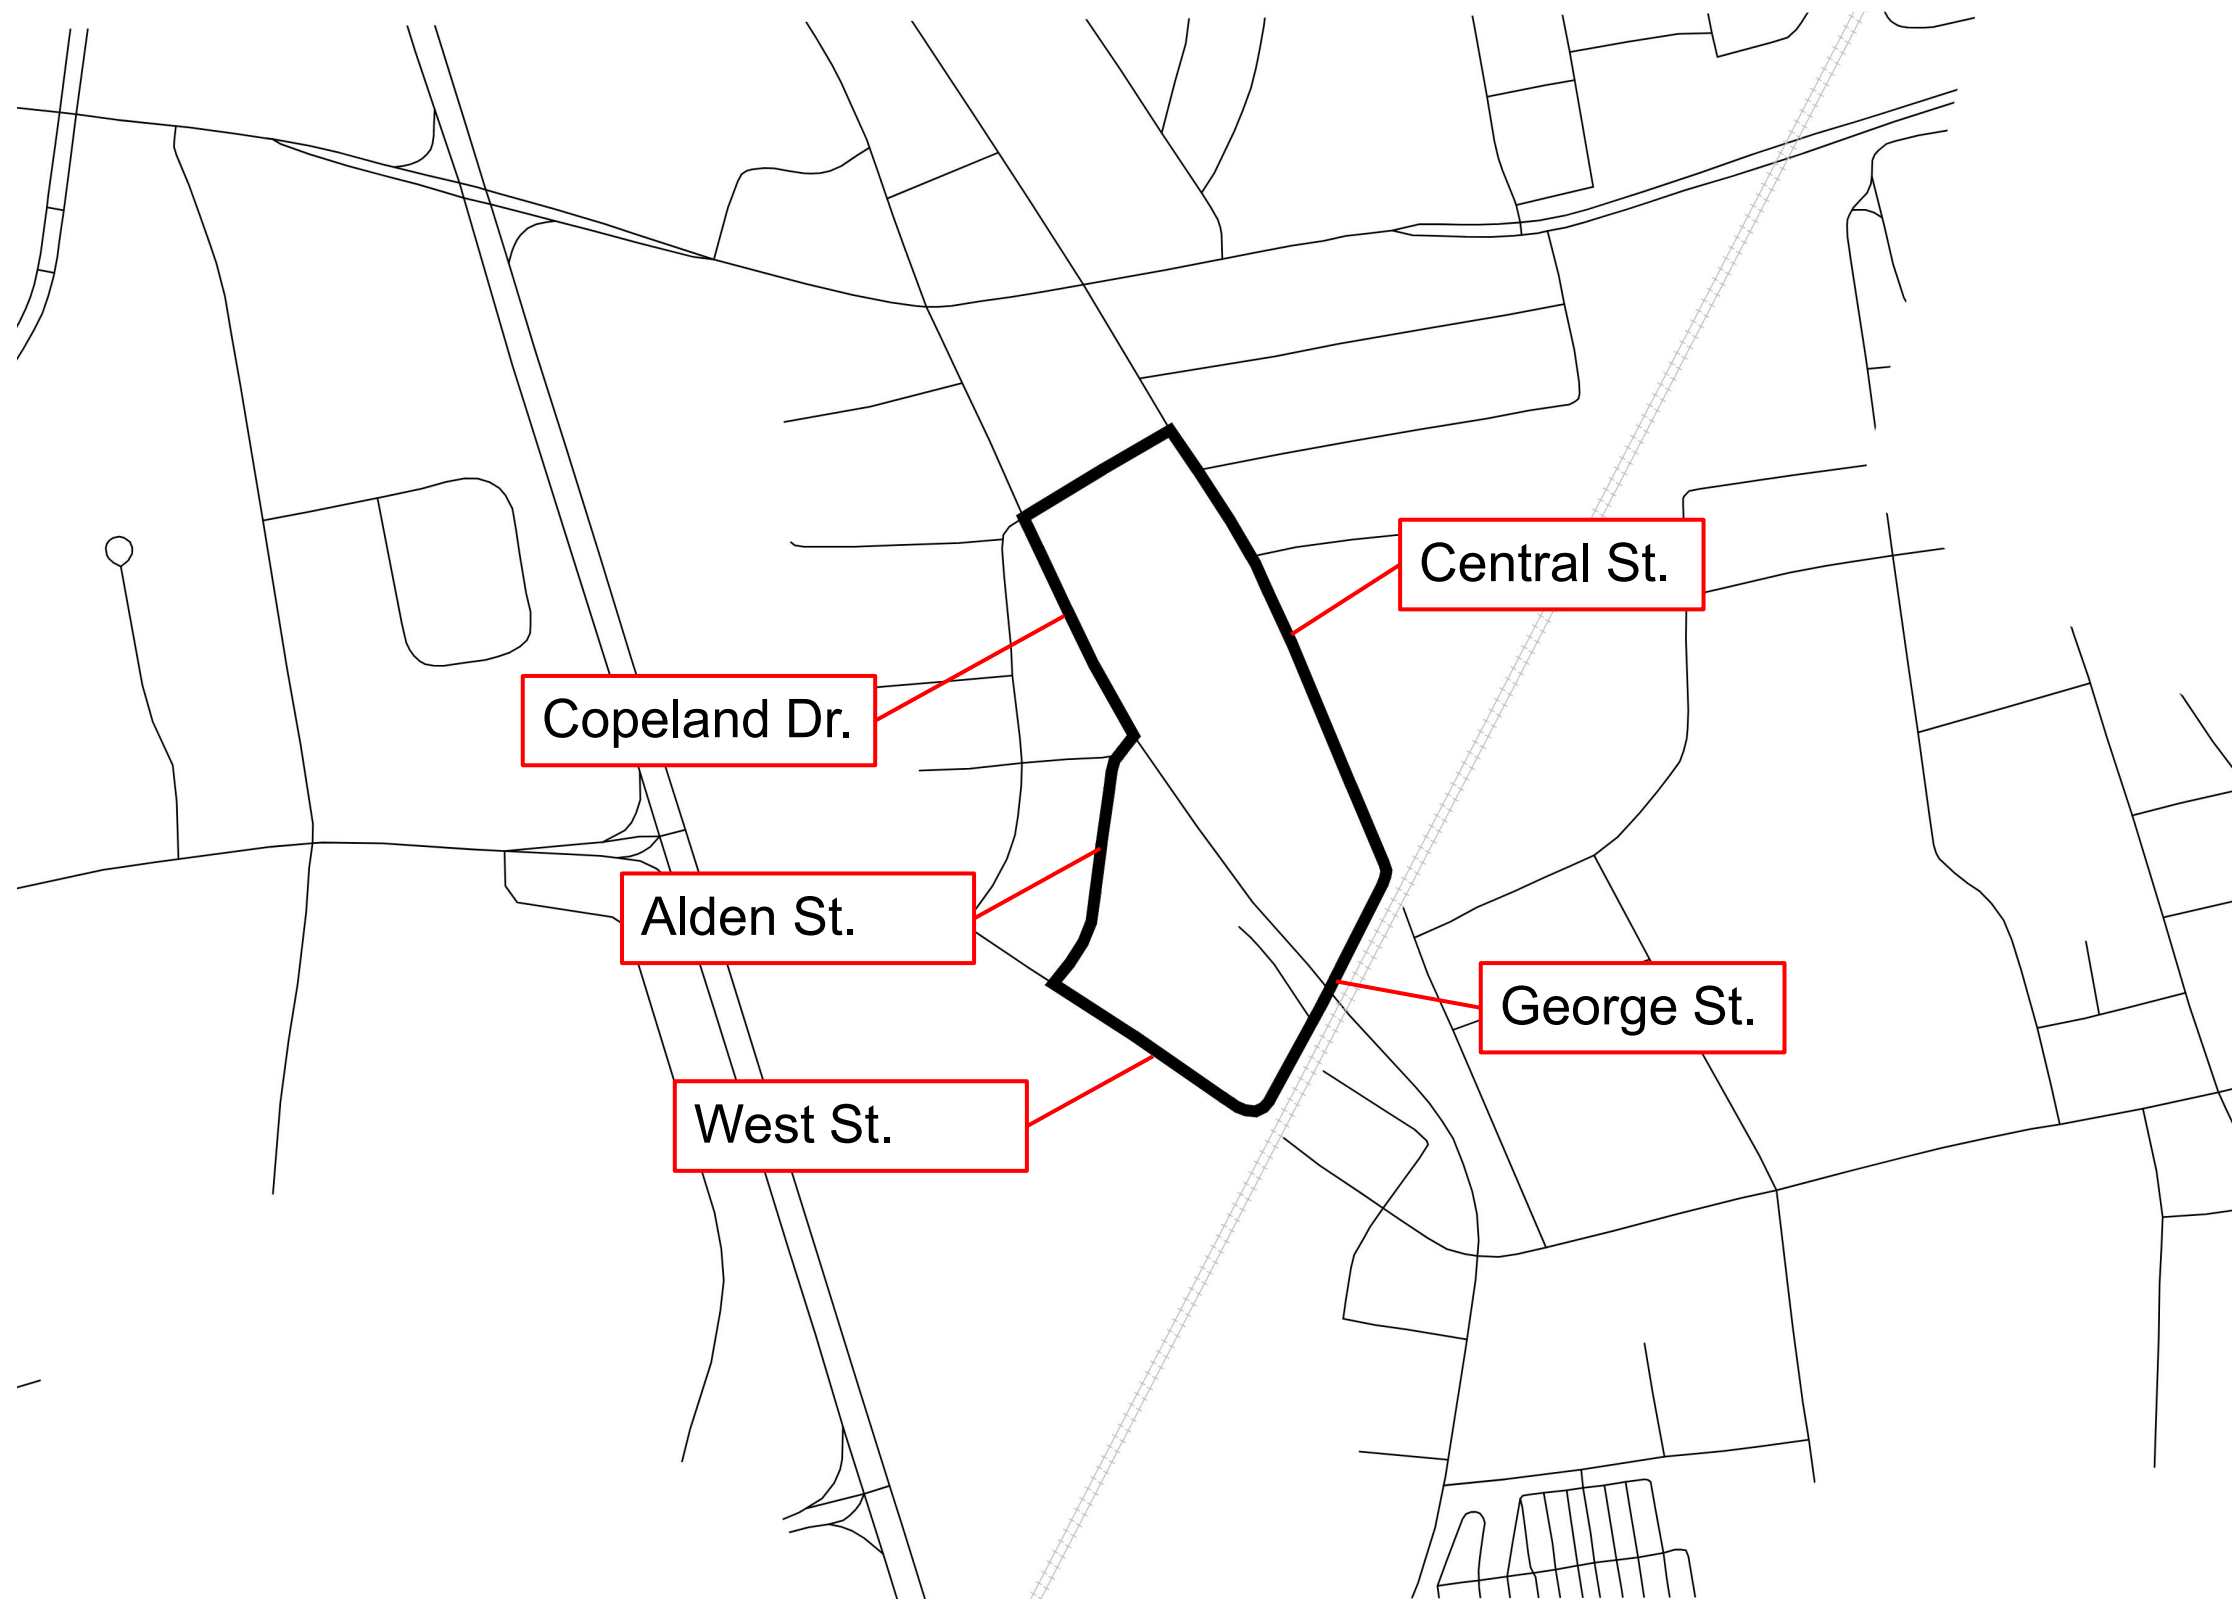 Central St.
Copeland Dr.
Alden St.
George St.
West St.